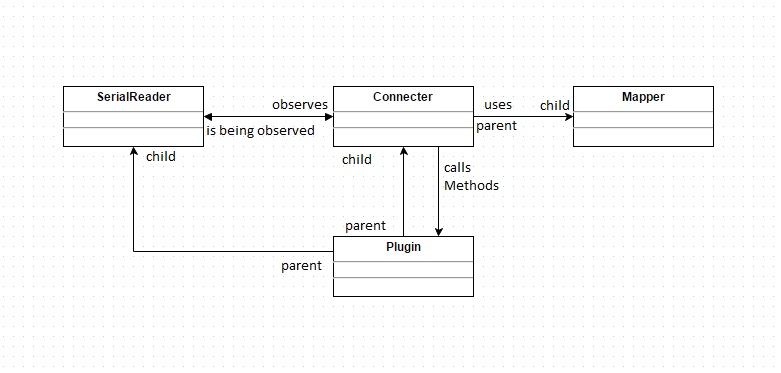 SerialReader
Connecter
Mapper
observes
uses
child
is being observed
parent
child
child
calls
Methods
parent
Plugin
parent